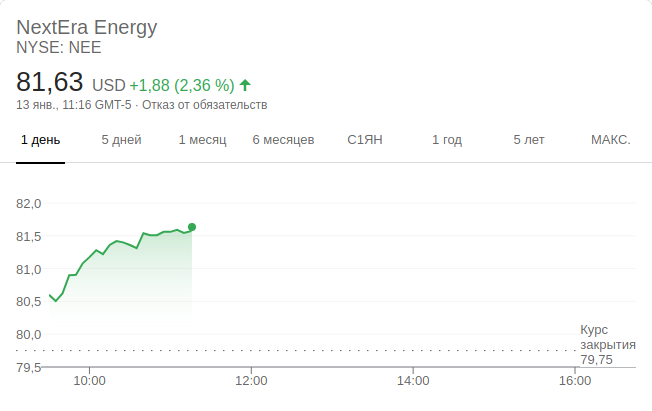 NextEra Energy
NYSE: NEE
81,63 USD +1,88 (2,36 %)
13 янв., 11:16 GMT-5 · Отказ от обязательств
1 день 5 дней 1 месяц 6 месяцев С1ЯН 1 год 5 лет МАКС.
82,0
81,5
81,0
80,5
80,0
79,5
Курс
закрытия
79,75
10:00 12:00 14:00 16:00